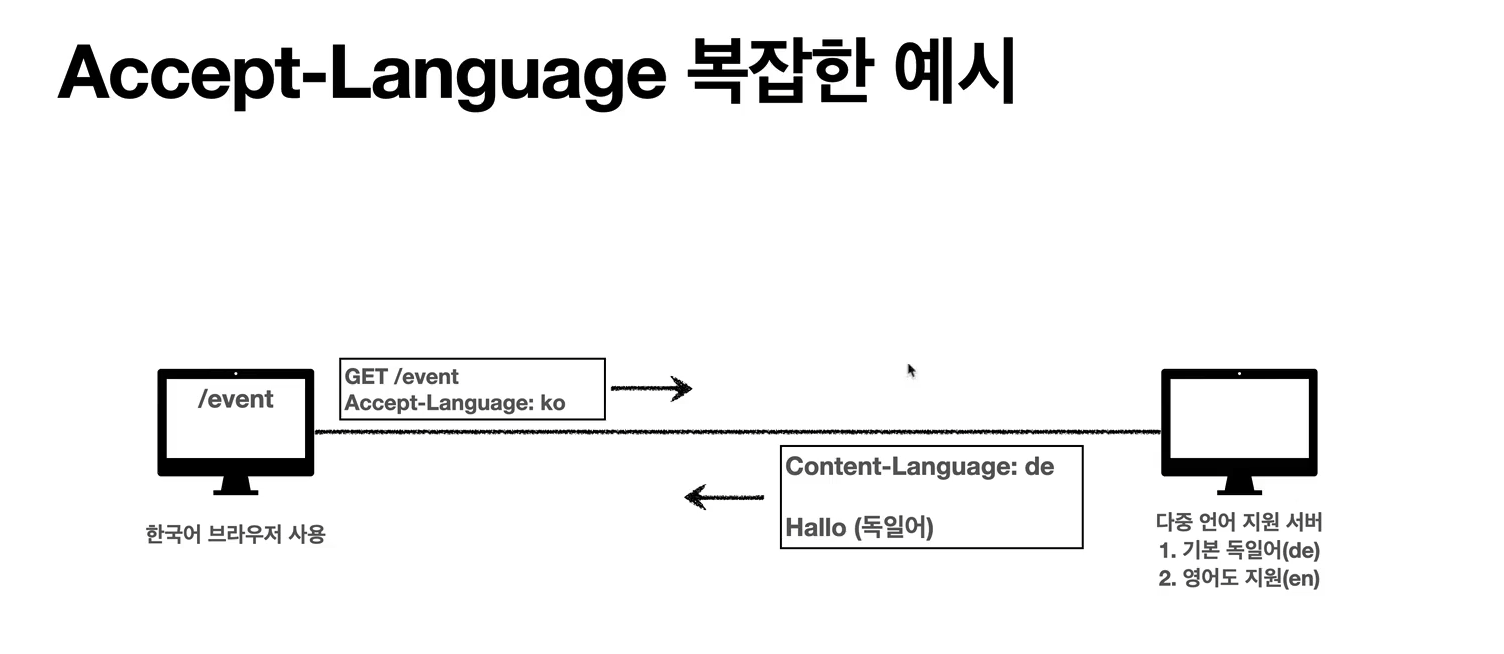 Accept-Language 복잡한 예시
/event
GET /event
Accept-Language: ko
Content-Language: de
Hallo (독일어)
한국어 브라우저 사용
다중 언어 지원 서버
1. 기본 독일어(de)
2. 영어도 지원(en)